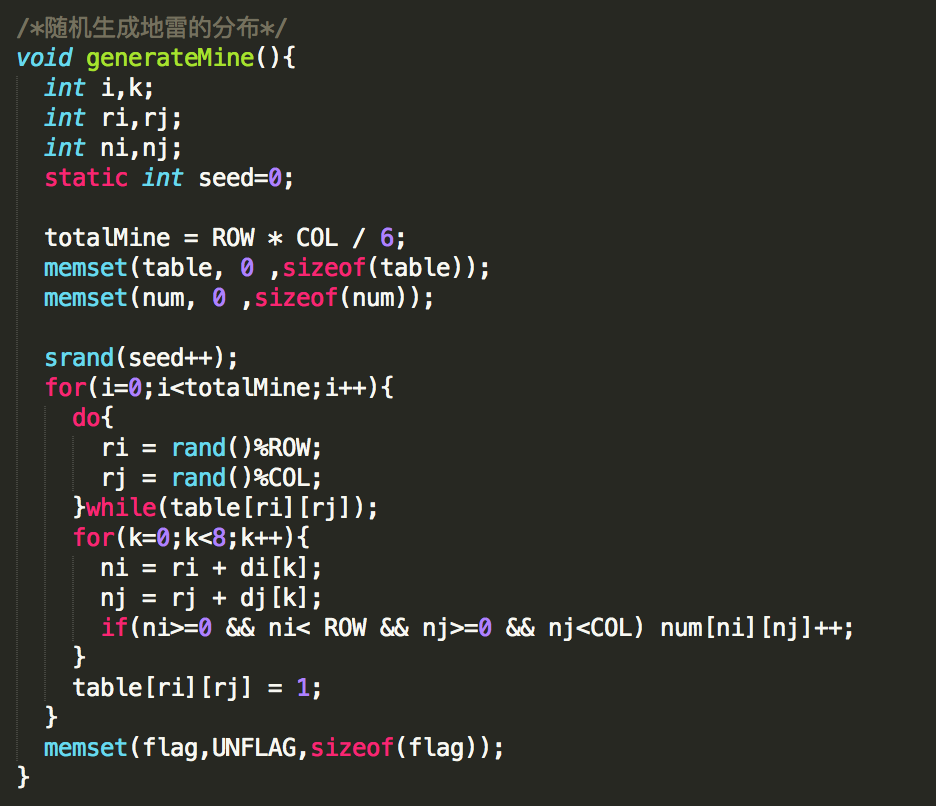 /*随机生成地雷的分布*/
void generateMine(){
  int i,k;
  int ri,rj;
  int ni,nj;
  static int seed=0;

  totalMine = ROW * COL / 6;
  memset(table, 0 ,sizeof(table));
  memset(num, 0 ,sizeof(num));

  srand(seed++);
  for(i=0;i<totalMine;i++){
    do{
      ri = rand()%ROW;
      rj = rand()%COL;
    }while(table[ri][rj]);
    for(k=0;k<8;k++){
      ni = ri + di[k];
      nj = rj + dj[k];
      if(ni>=0 && ni< ROW && nj>=0 && nj<COL) num[ni][nj]++;
    }
    table[ri][rj] = 1;
  }
  memset(flag,UNFLAG,sizeof(flag));
}